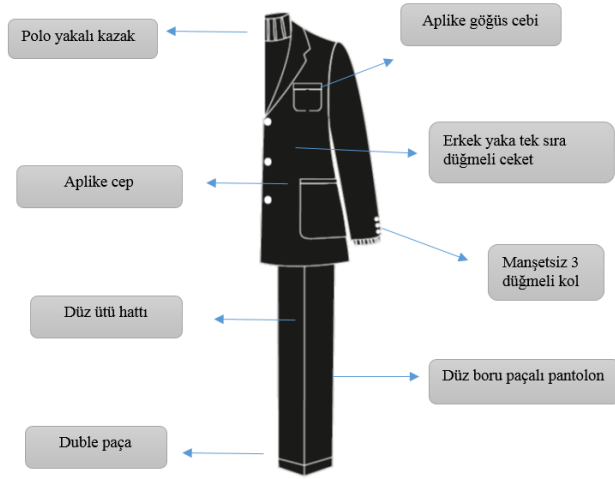 Polo yakalı kazak
Aplike göğüs cebi
Erkek yaka tek sıra
düğmeli ceket
Aplike cep
Manşetsiz 3
düğmeli kol
Düz ütü hattı
Düz boru paçalı pantolon
Duble paça